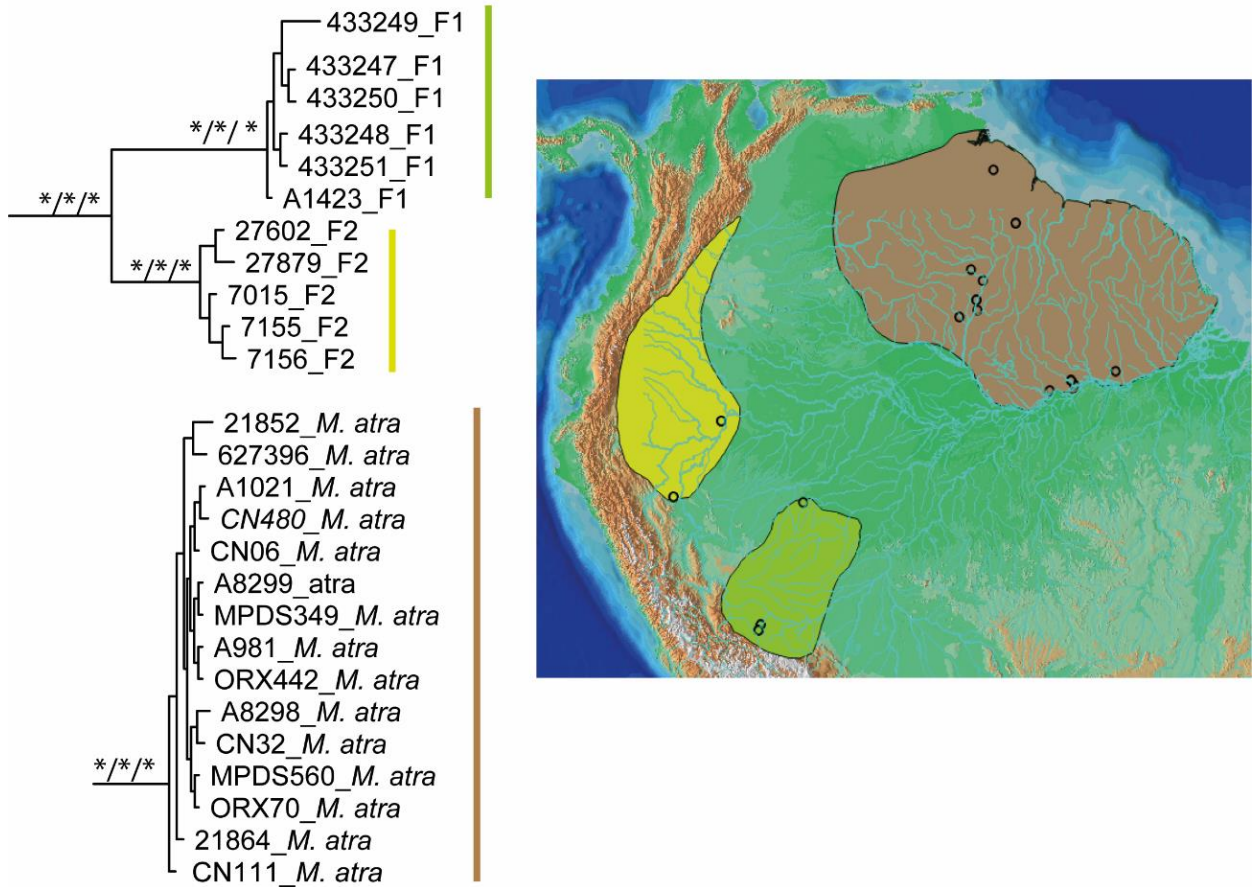 433249_F1
433247_F1
433250_F1
*/*/ *
433248_F1
433251_F1
A1423_F1
*/*/*
27602_F2
27879_F2
*/*/*
7015_F2
7155_F2
7156_F2
21852_M. atra
627396_M. atra
A1021_M. atra
CN480_M. atra
CN06_M. atra
A8299_atra
MPDS349_M. atra
A981_M. atra
ORX442_M. atra
A8298_M. atra
CN32_M. atra
*/*/*
MPDS560_M. atra
ORX70_M. atra
21864_M. atra
CN111_M. atra